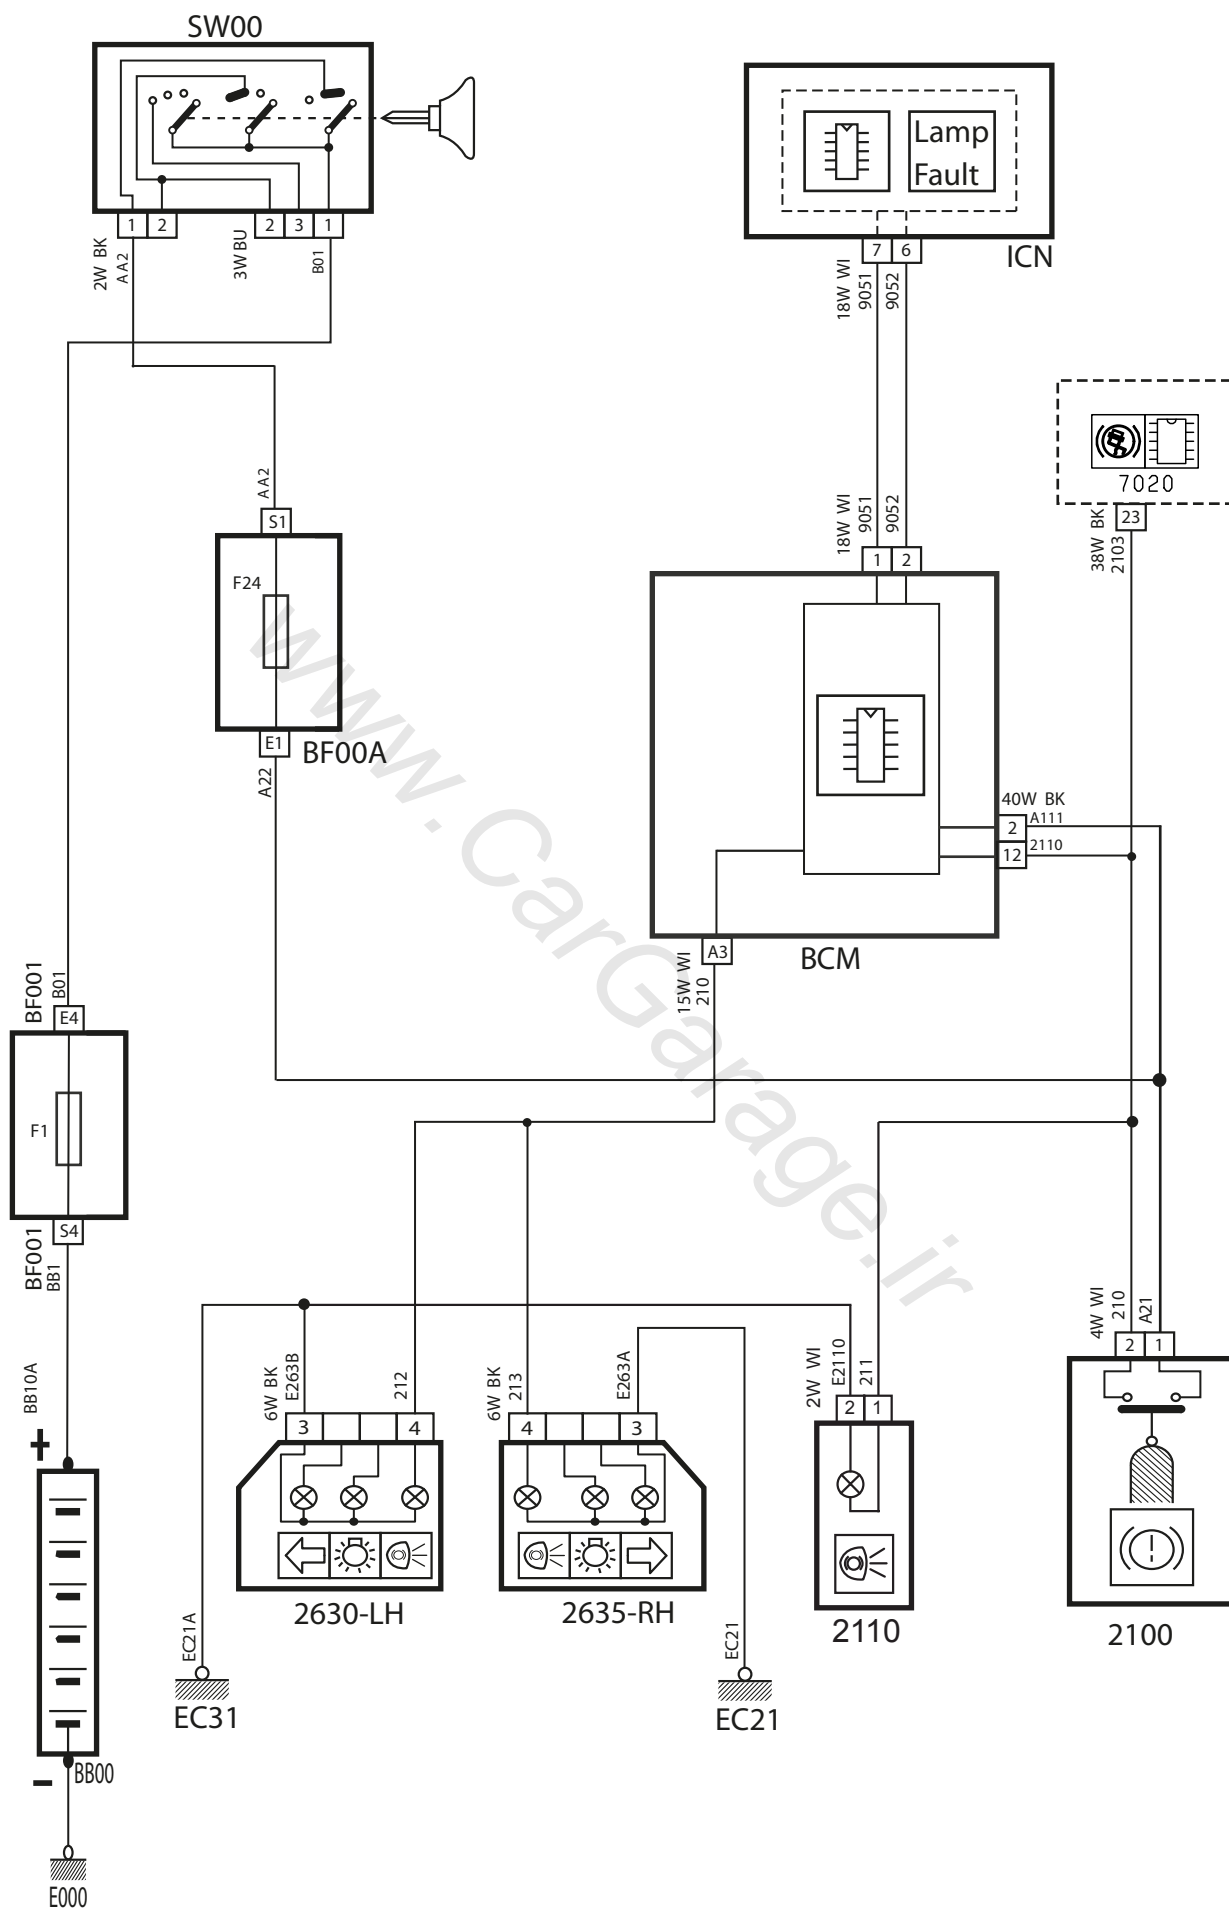 SW00
1
2
2
3
1
2W BK
AA2
3W BU
B01
Lamp
Fault
7
6
ICN
18W WI
9051
9052
7020
23
38W BK
2103
AA2
S1
F24
E1
BF00A
A22
18W WI
9051
9052
1
2
40W BK
2
A111
12
2110
A3
BCM
15W WI
210
www.CarGarage.ir
BF001
B01
E4
F1
S4
BF001
BB1
BB10A
+
BB00
-
E000
6W BK
E263B
212
3
4
2630-LH
6W BK
213
E263A
4
3
2635-RH
2W WI
E2110
211
2
1
2110
4W WI
210
A21
2
1
2100
EC21A
EC31
EC21
EC21